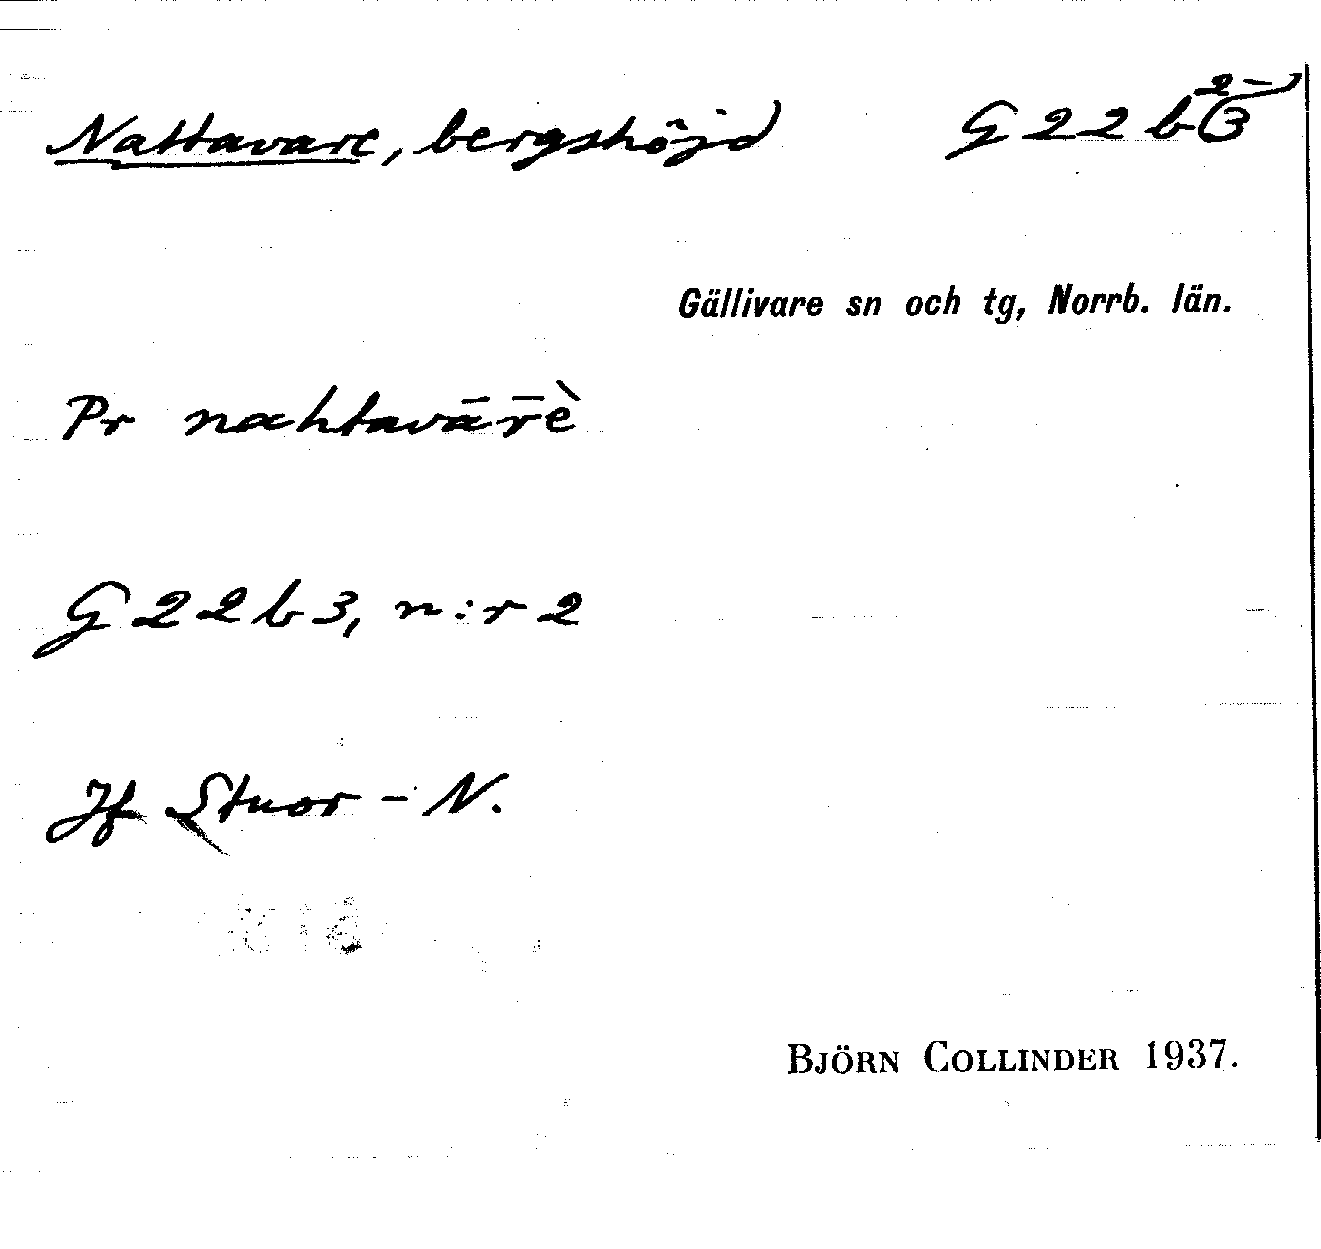 Nattavare, bergshöjd G 22 b 3 2-
Gällivare sn och tg, Norrb. län.
Pr nahtavār̄è
G 22 b 3, n:r 2
Jf Stuor-N.
BJÖRN COLLINDER 1937.